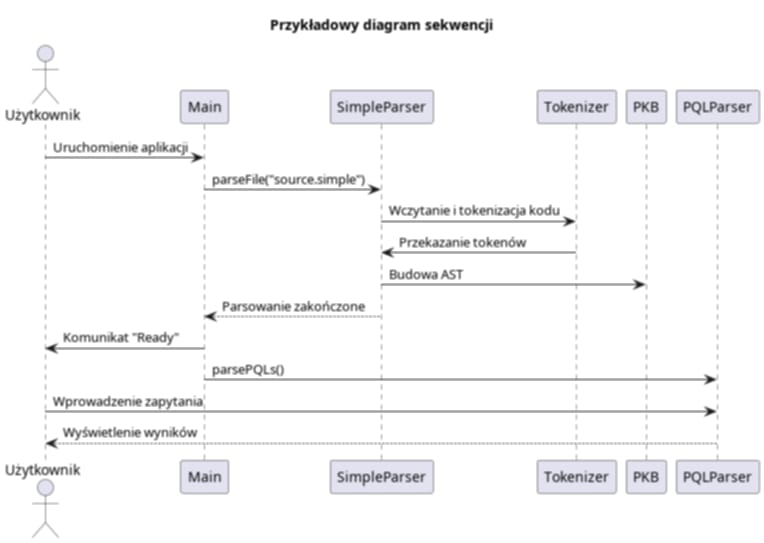 Przykładowy diagram sekwencji
Użytkownik
Main
SimpleParser
Tokenizer
PKB
PQLParser
Uruchomienie aplikacji
parseFile("source.simple")
Wczytanie i tokenizacja kodu
Przekazanie tokenów
Budowa AST
Parsowanie zakończone
Komunikat "Ready"
parsePQLs()
Wprowadzenie zapytania
Wyświetlenie wyników
Użytkownik
Main
SimpleParser
Tokenizer
PKB
PQLParser